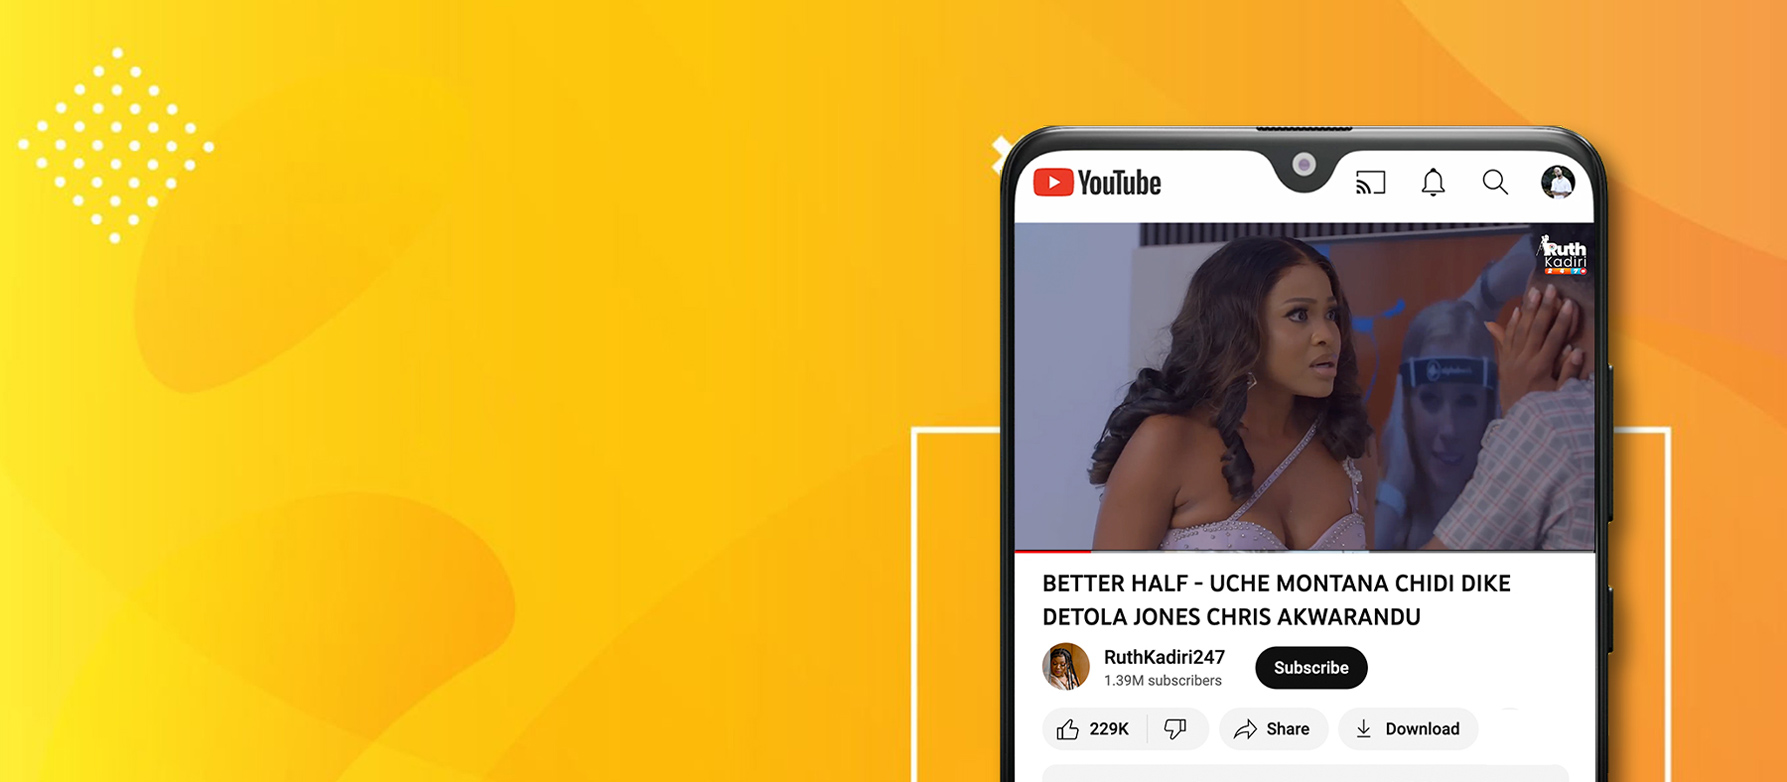 YouTube
Ruth
Kadiri
247
BETTER HALF - UCHE MONTANA CHIDI DIKE
DETOLA JONES CHRIS AKWARANDU
RuthKadiri247
1.39M subscribers
Subscribe
229K
Share
Download